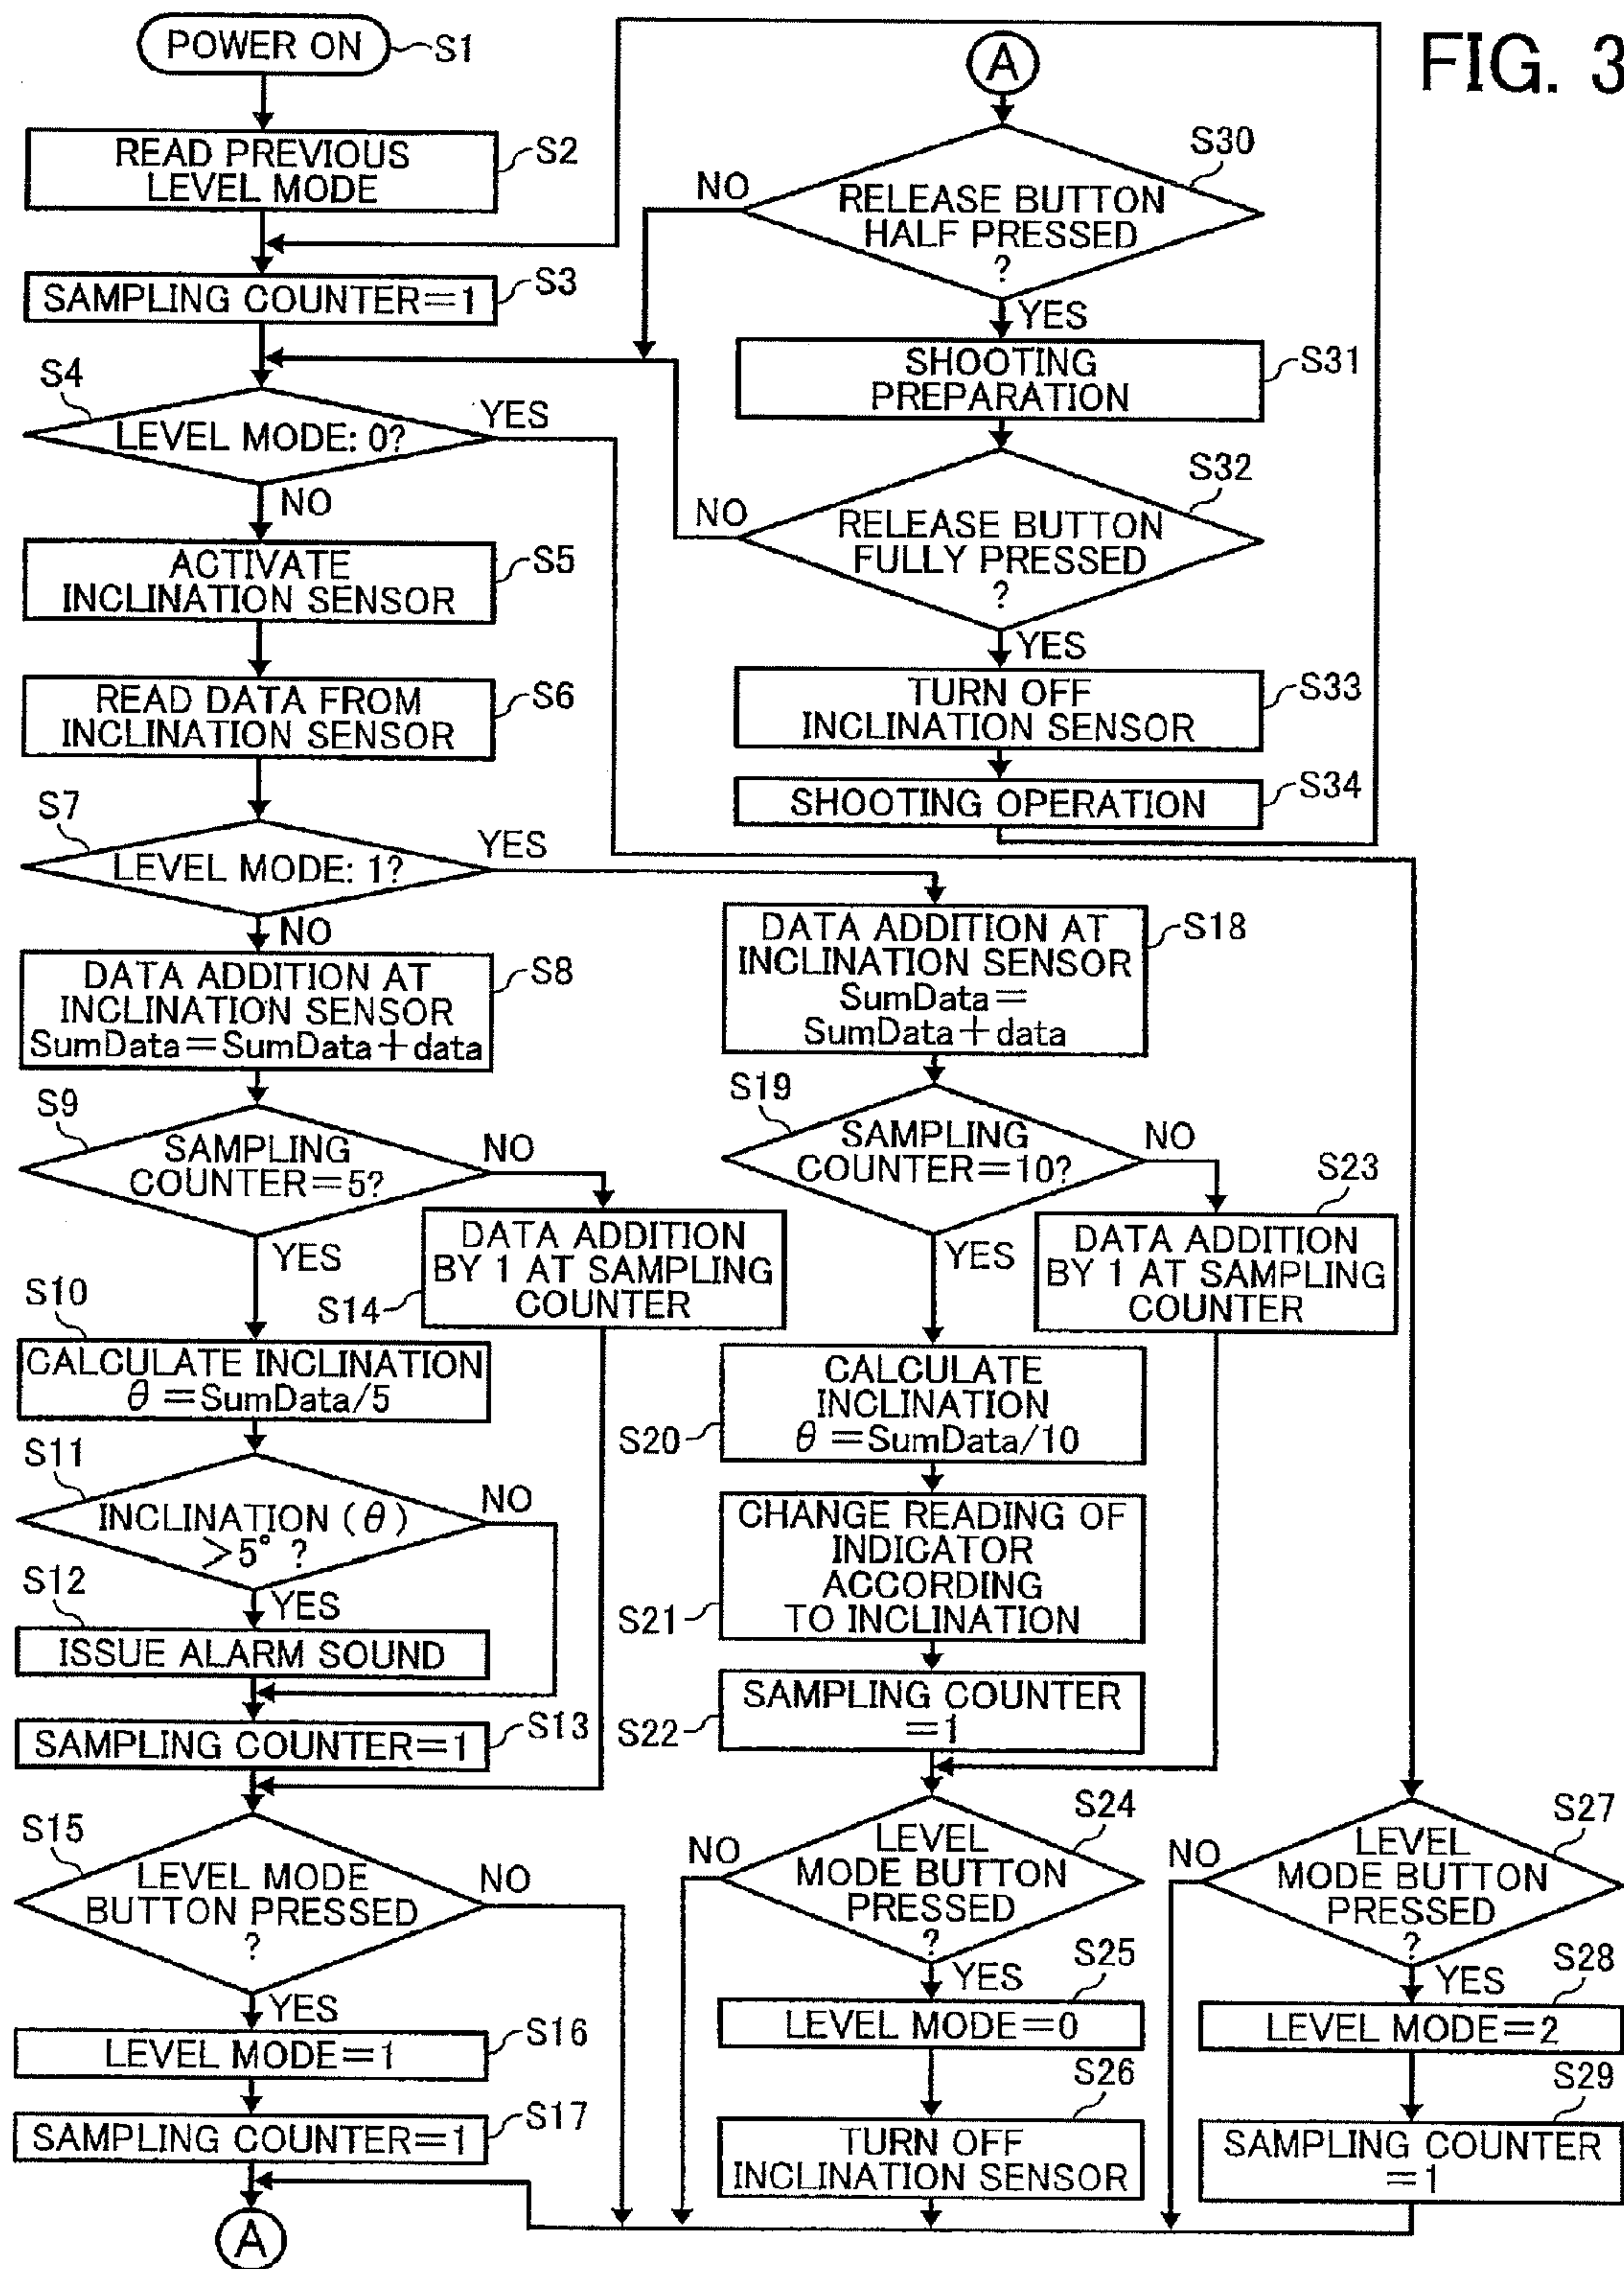 FIG. 3
POWER ON
S1
READ PREVIOUS
LEVEL MODE
S2
SAMPLING COUNTER=1
S3
S4
LEVEL MODE: 0?
YES
NO
ACTIVATE
INCLINATION SENSOR
S5
READ DATA FROM
INCLINATION SENSOR
S6
S7
LEVEL MODE: 1?
YES
NO
DATA ADDITION AT
INCLINATION SENSOR
SumData=SumData+data
S8
S9
SAMPLING
COUNTER=5?
NO
YES
S10
CALCULATE INCLINATION
θ=SumData/5
S11
INCLINATION (θ)
>5° ?
NO
S12
YES
ISSUE ALARM SOUND
SAMPLING COUNTER=1
S13
DATA ADDITION
BY 1 AT SAMPLING
COUNTER
S14
S15
LEVEL MODE
BUTTON PRESSED
?
NO
YES
LEVEL MODE=1
S16
SAMPLING COUNTER=1
S17
A
DATA ADDITION AT
INCLINATION SENSOR
SumData=
SumData+data
S18
S19
SAMPLING
COUNTER=10?
NO
YES
S23
DATA ADDITION
BY 1 AT SAMPLING
COUNTER
CALCULATE
INCLINATION
θ=SumData/10
S20
CHANGE READING OF
INDICATOR
ACCORDING
TO INCLINATION
S21
SAMPLING COUNTER
=1
S22
S24
LEVEL
MODE BUTTON
PRESSED
?
NO
YES
S25
LEVEL MODE=0
S26
TURN OFF
INCLINATION SENSOR
S27
LEVEL
MODE BUTTON
PRESSED
?
NO
YES
S28
LEVEL MODE=2
S29
SAMPLING COUNTER
=1
A
S30
RELEASE BUTTON
HALF PRESSED
?
NO
YES
SHOOTING
PREPARATION
S31
S32
RELEASE BUTTON
FULLY PRESSED
?
NO
YES
TURN OFF
INCLINATION SENSOR
S33
SHOOTING OPERATION
S34